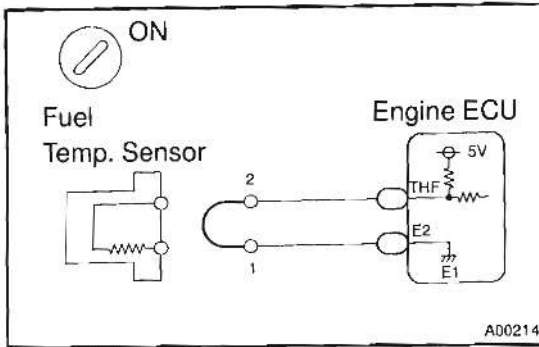 ON
Fuel
Temp. Sensor
Engine ECU
5V
2
THF
E2
1
E1
A00214